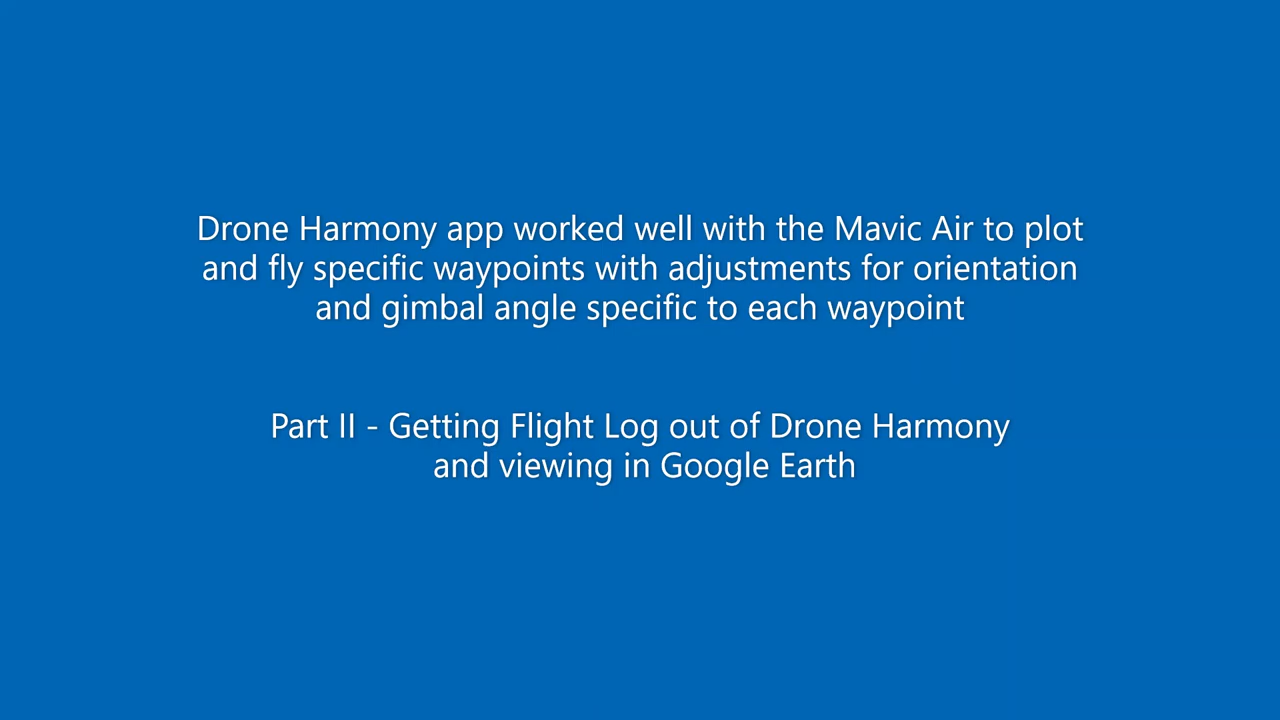 Drone Harmony app worked well with the Mavic Air to plot
and fly specific waypoints with adjustments for orientation
and gimbal angle specific to each waypoint
Part II - Getting Flight Log out of Drone Harmony
and viewing in Google Earth